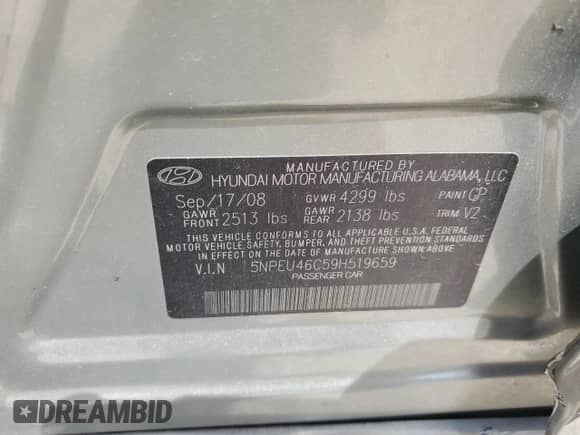 MANUFACTURED BY
HYUNDAI MOTOR MANUFACTURING ALABAMA, LLC
Sep/17/08 GVWR 4299 lbs PAINT CP
GAWR FRONT 2513 lbs GAWR REAR 2138 lbs TRIM V2
THIS VEHICLE CONFORMS TO ALL APPLICABLE U.S.A. FEDERAL
MOTOR VEHICLE SAFETY, BUMPER, AND THEFT PREVENTION STANDARDS
IN EFFECT ON THE DATE OF MANUFACTURE SHOWN ABOVE.
V.I.N 5NPEU46C59H519659
PASSENGER CAR
DREAMBID